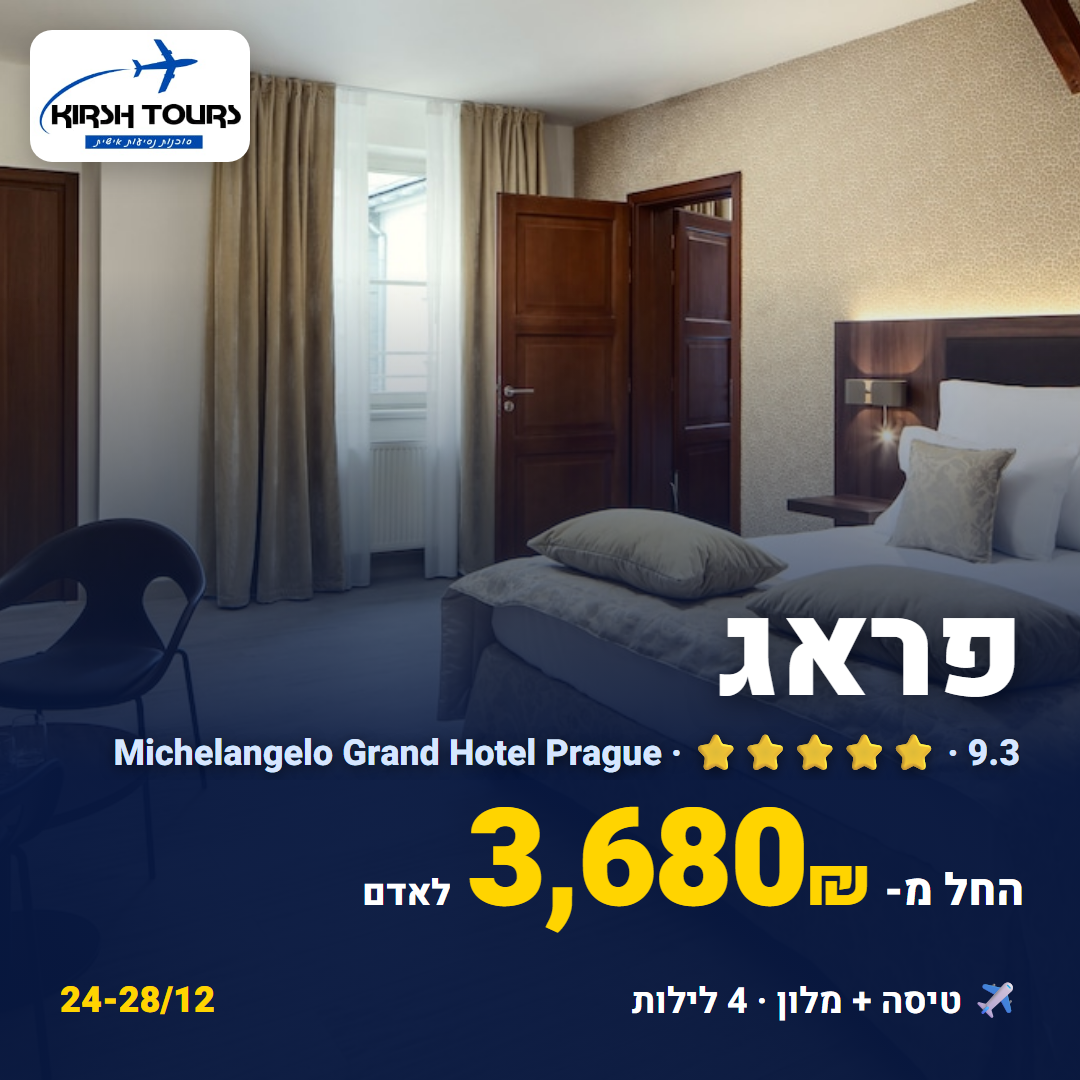 KIRSH TOURS
סוכנות נסיעות אישית
פראג
Michelangelo Grand Hotel Prague · ⭐⭐⭐⭐⭐ · 9.3
החל מ- ₪3,680 לאדם
✈️ טיסה + מלון · 4 לילות
24-28/12